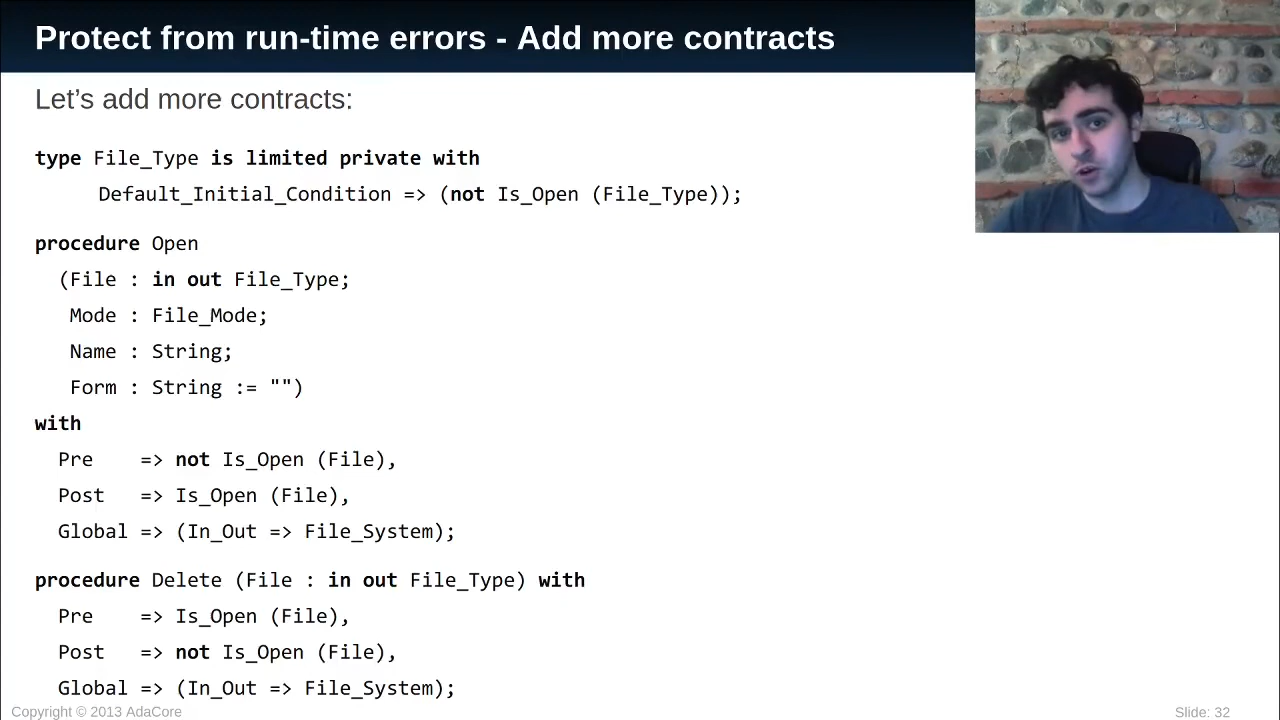 Protect from run-time errors - Add more contracts
Let’s add more contracts:
type File_Type is limited private with
Default_Initial_Condition => (not Is_Open (File_Type));
procedure Open
(File : in out File_Type;
Mode : File_Mode;
Name : String;
Form : String := "")
with
Pre => not Is_Open (File),
Post => Is_Open (File),
Global => (In_Out => File_System);
procedure Delete (File : in out File_Type) with
Pre => Is_Open (File),
Post => not Is_Open (File),
Global => (In_Out => File_System);
Copyright © 2013 AdaCore
Slide: 32